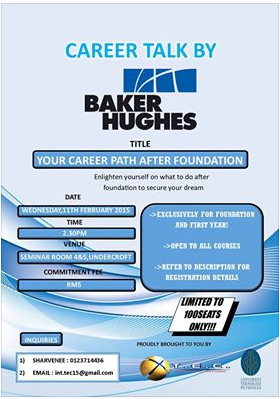 CAREER TALK BY
BAKER
HUGHES
TITLE
YOUR CAREER PATH AFTER FOUNDATION
Enlighten yourself on what to do after
foundation to secure your dream
DATE
WEDNESDAY,11TH FEBRUARY 2015
TIME
2.30PM
VENUE
SEMINAR ROOM 4&5,UNDERCROFT
COMMITMENT FEE
RM5
->EXCLUSIVELY FOR FOUNDATION
AND FIRST YEAR!
->OPEN TO ALL COURSES
->REFER TO DESCRIPTION FOR
REGISTRATION DETAILS
LIMITED TO
100SEATS
ONLY!!!
INQUIRIES
1) SHARVENEE : 0123714436
2) EMAIL : int.tec15@gmail.com
PROUDLY BROUGHT TO YOU BY
UNIVERSITI
TEKNOLOGI
PETRONAS